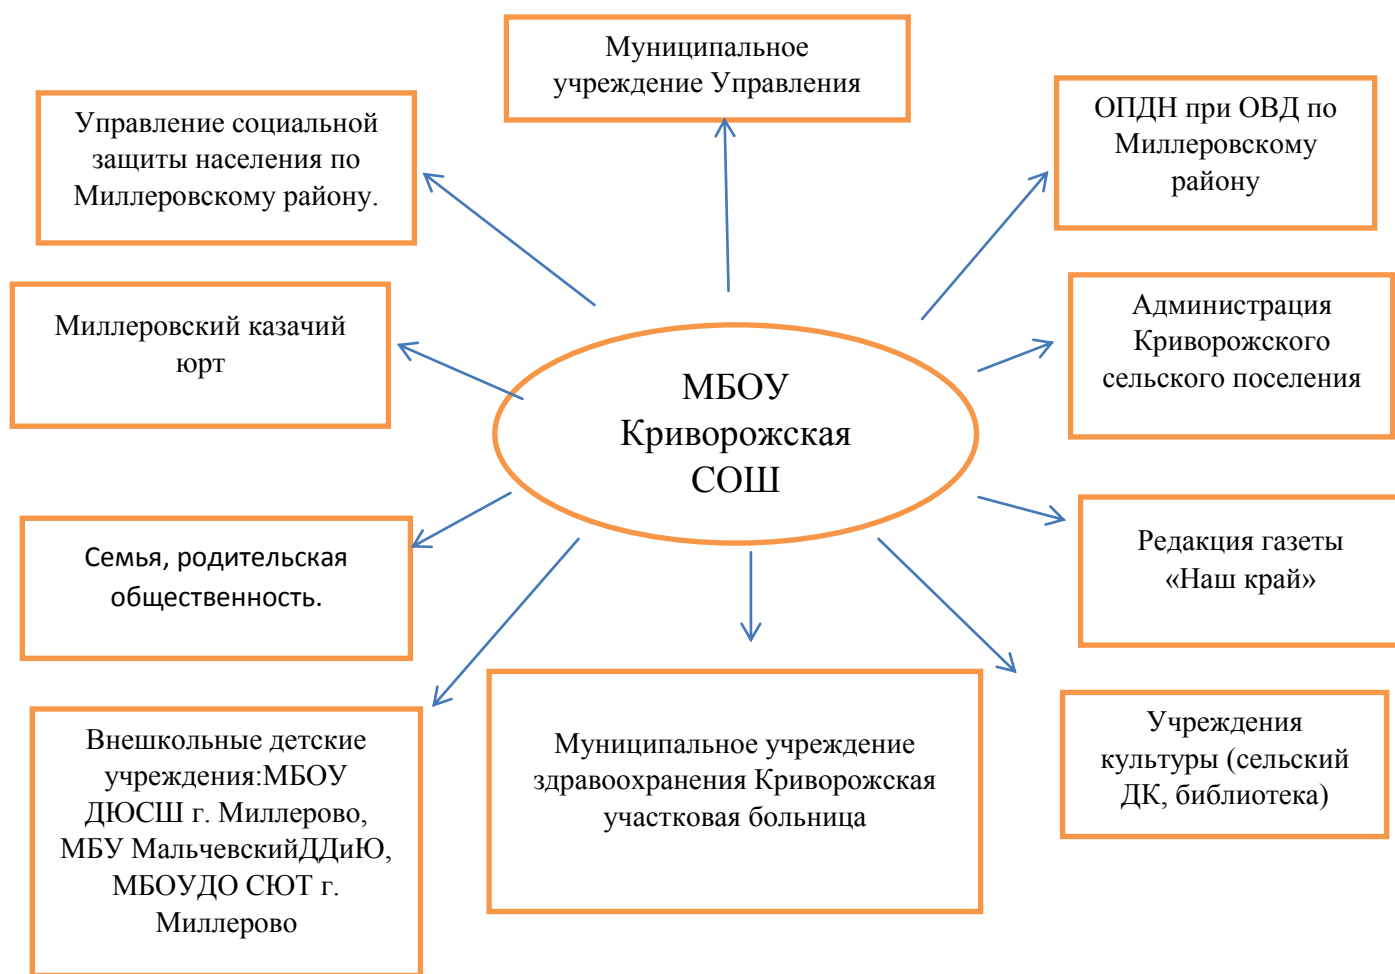 Муниципальное
учреждение Управления
Управление социальной
защиты населения по
Миллеровскому району.
ОПДН при ОВД по
Миллеровскому
району
Миллеровский казачий
юрт
Администрация
Криворожского
сельского поселения
МБОУ
Криворожская
СОШ
Семья, родительская
общественность.
Редакция газеты
«Наш край»
Внешкольные детские
учреждения:МБОУ
ДЮСШ г. Миллерово,
МБУ МальчевскийДДиЮ,
МБОУДО СЮТ г.
Миллерово
Муниципальное учреждение
здравоохранения Криворожская
участковая больница
Учреждения
культуры (сельский
ДК, библиотека)